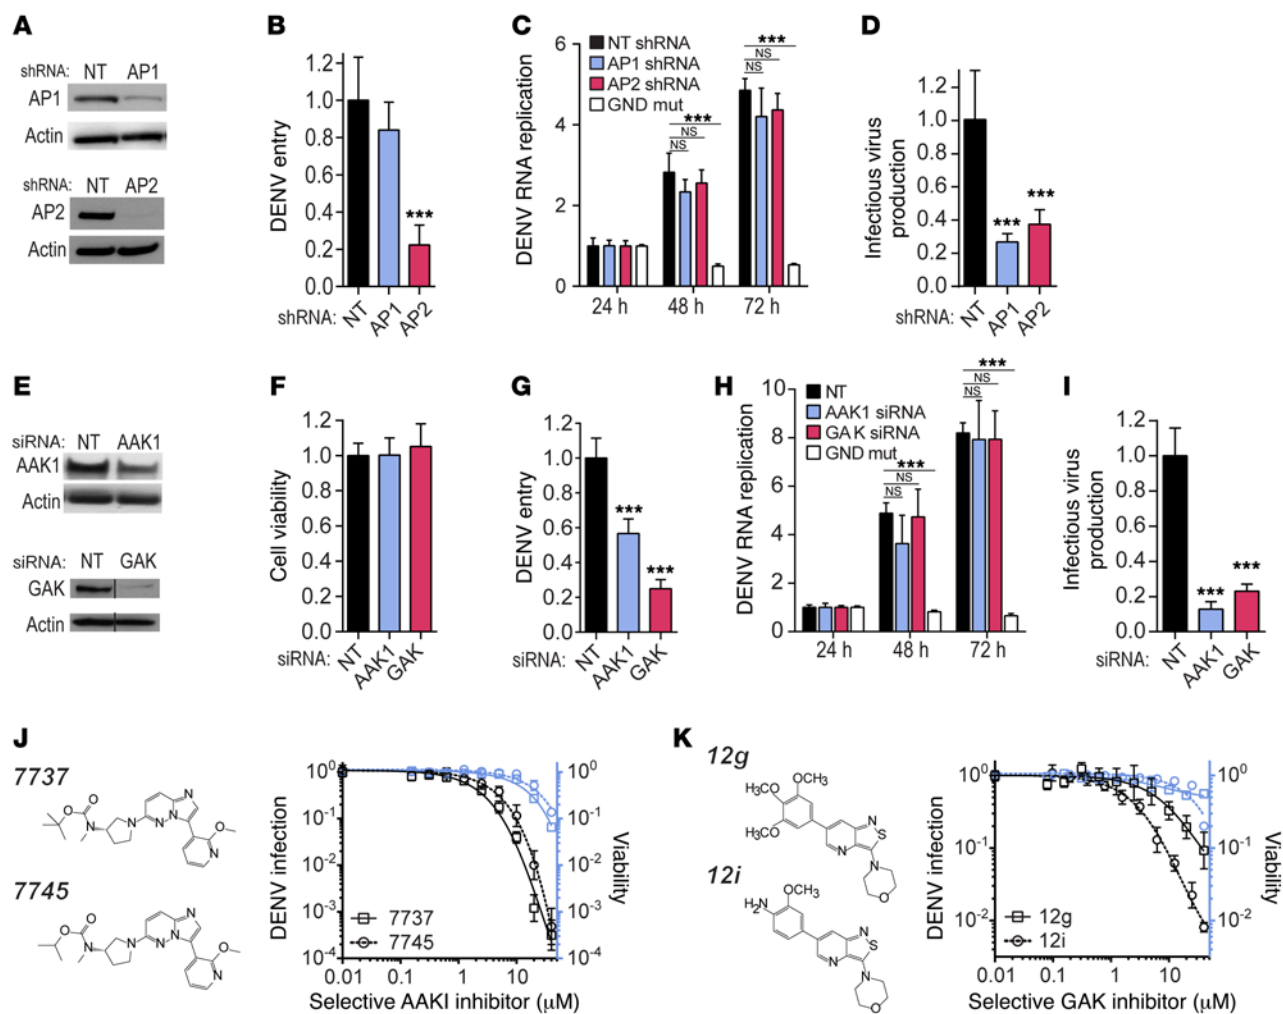 A
shRNA: NT AP1
AP1
Actin
shRNA: NT AP2
AP2
Actin
B
DENV entry
1.2
1.0
0.8
0.6
0.4
0.2
0.0
***
shRNA: NT AP1 AP2
C
DENV RNA replication
6
4
2
0
NT shRNA
AP1 shRNA
AP2 shRNA
GND mut
***
NS
NS
***
NS
NS
24 h 48 h 72 h
D
Infectious virus
production
1.2
1.0
0.8
0.6
0.4
0.2
0.0
*** ***
shRNA: NT AP1 AP2
E
siRNA: NT AAK1
AAK1
Actin
siRNA: NT GAK
GAK
Actin
F
Cell viability
1.2
1.0
0.8
0.6
0.4
0.2
0.0
siRNA: NT AAK1 GAK
G
DENV entry
1.2
1.0
0.8
0.6
0.4
0.2
0.0
*** ***
siRNA: NT AAK1 GAK
H
DENV RNA replication
10
8
6
4
2
0
NT
AAK1 siRNA
GAK siRNA
GND mut
***
NS
NS
***
NS
NS
24 h 48 h 72 h
I
Infectious virus
production
1.2
1.0
0.8
0.6
0.4
0.2
0.0
*** ***
siRNA: NT AAK1 GAK
J
7737
O
O
N
N
N
N
N
O
N
7745
O
O
N
N
N
N
N
O
N
DENV infection
10⁰
10⁻¹
10⁻²
10⁻³
10⁻⁴
7737
7745
10⁰
10⁻¹
10⁻²
10⁻³
10⁻⁴
Viability
0.01 0.1 1 10
Selective AAKI inhibitor (µM)
K
12g
OCH₃
H₃CO
H₃CO
N
S
N
N
O
12i
OCH₃
H₂N
N
S
N
N
O
DENV infection
10⁰
10⁻¹
10⁻²
12g
12i
10⁰
10⁻¹
10⁻²
Viability
0.01 0.1 1 10
Selective GAK inhibitor (µM)